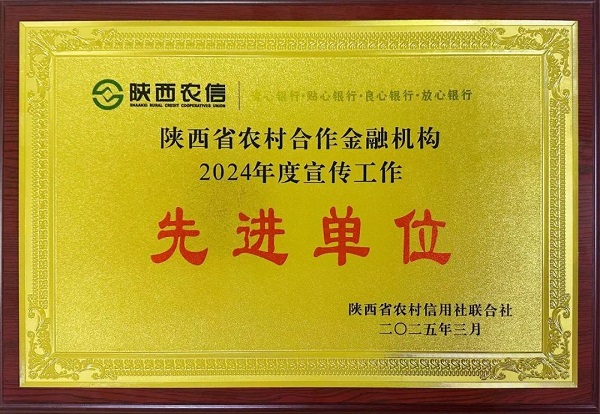 陕西农信
SHAANXI RURAL CREDIT COOPERATIVES UNION
心银行·贴心银行·良心银行·放心银行
陕西省农村合作金融机构
2024年度宣传工作
先进单位
陕西省农村信用社联合社
二〇二五年三月